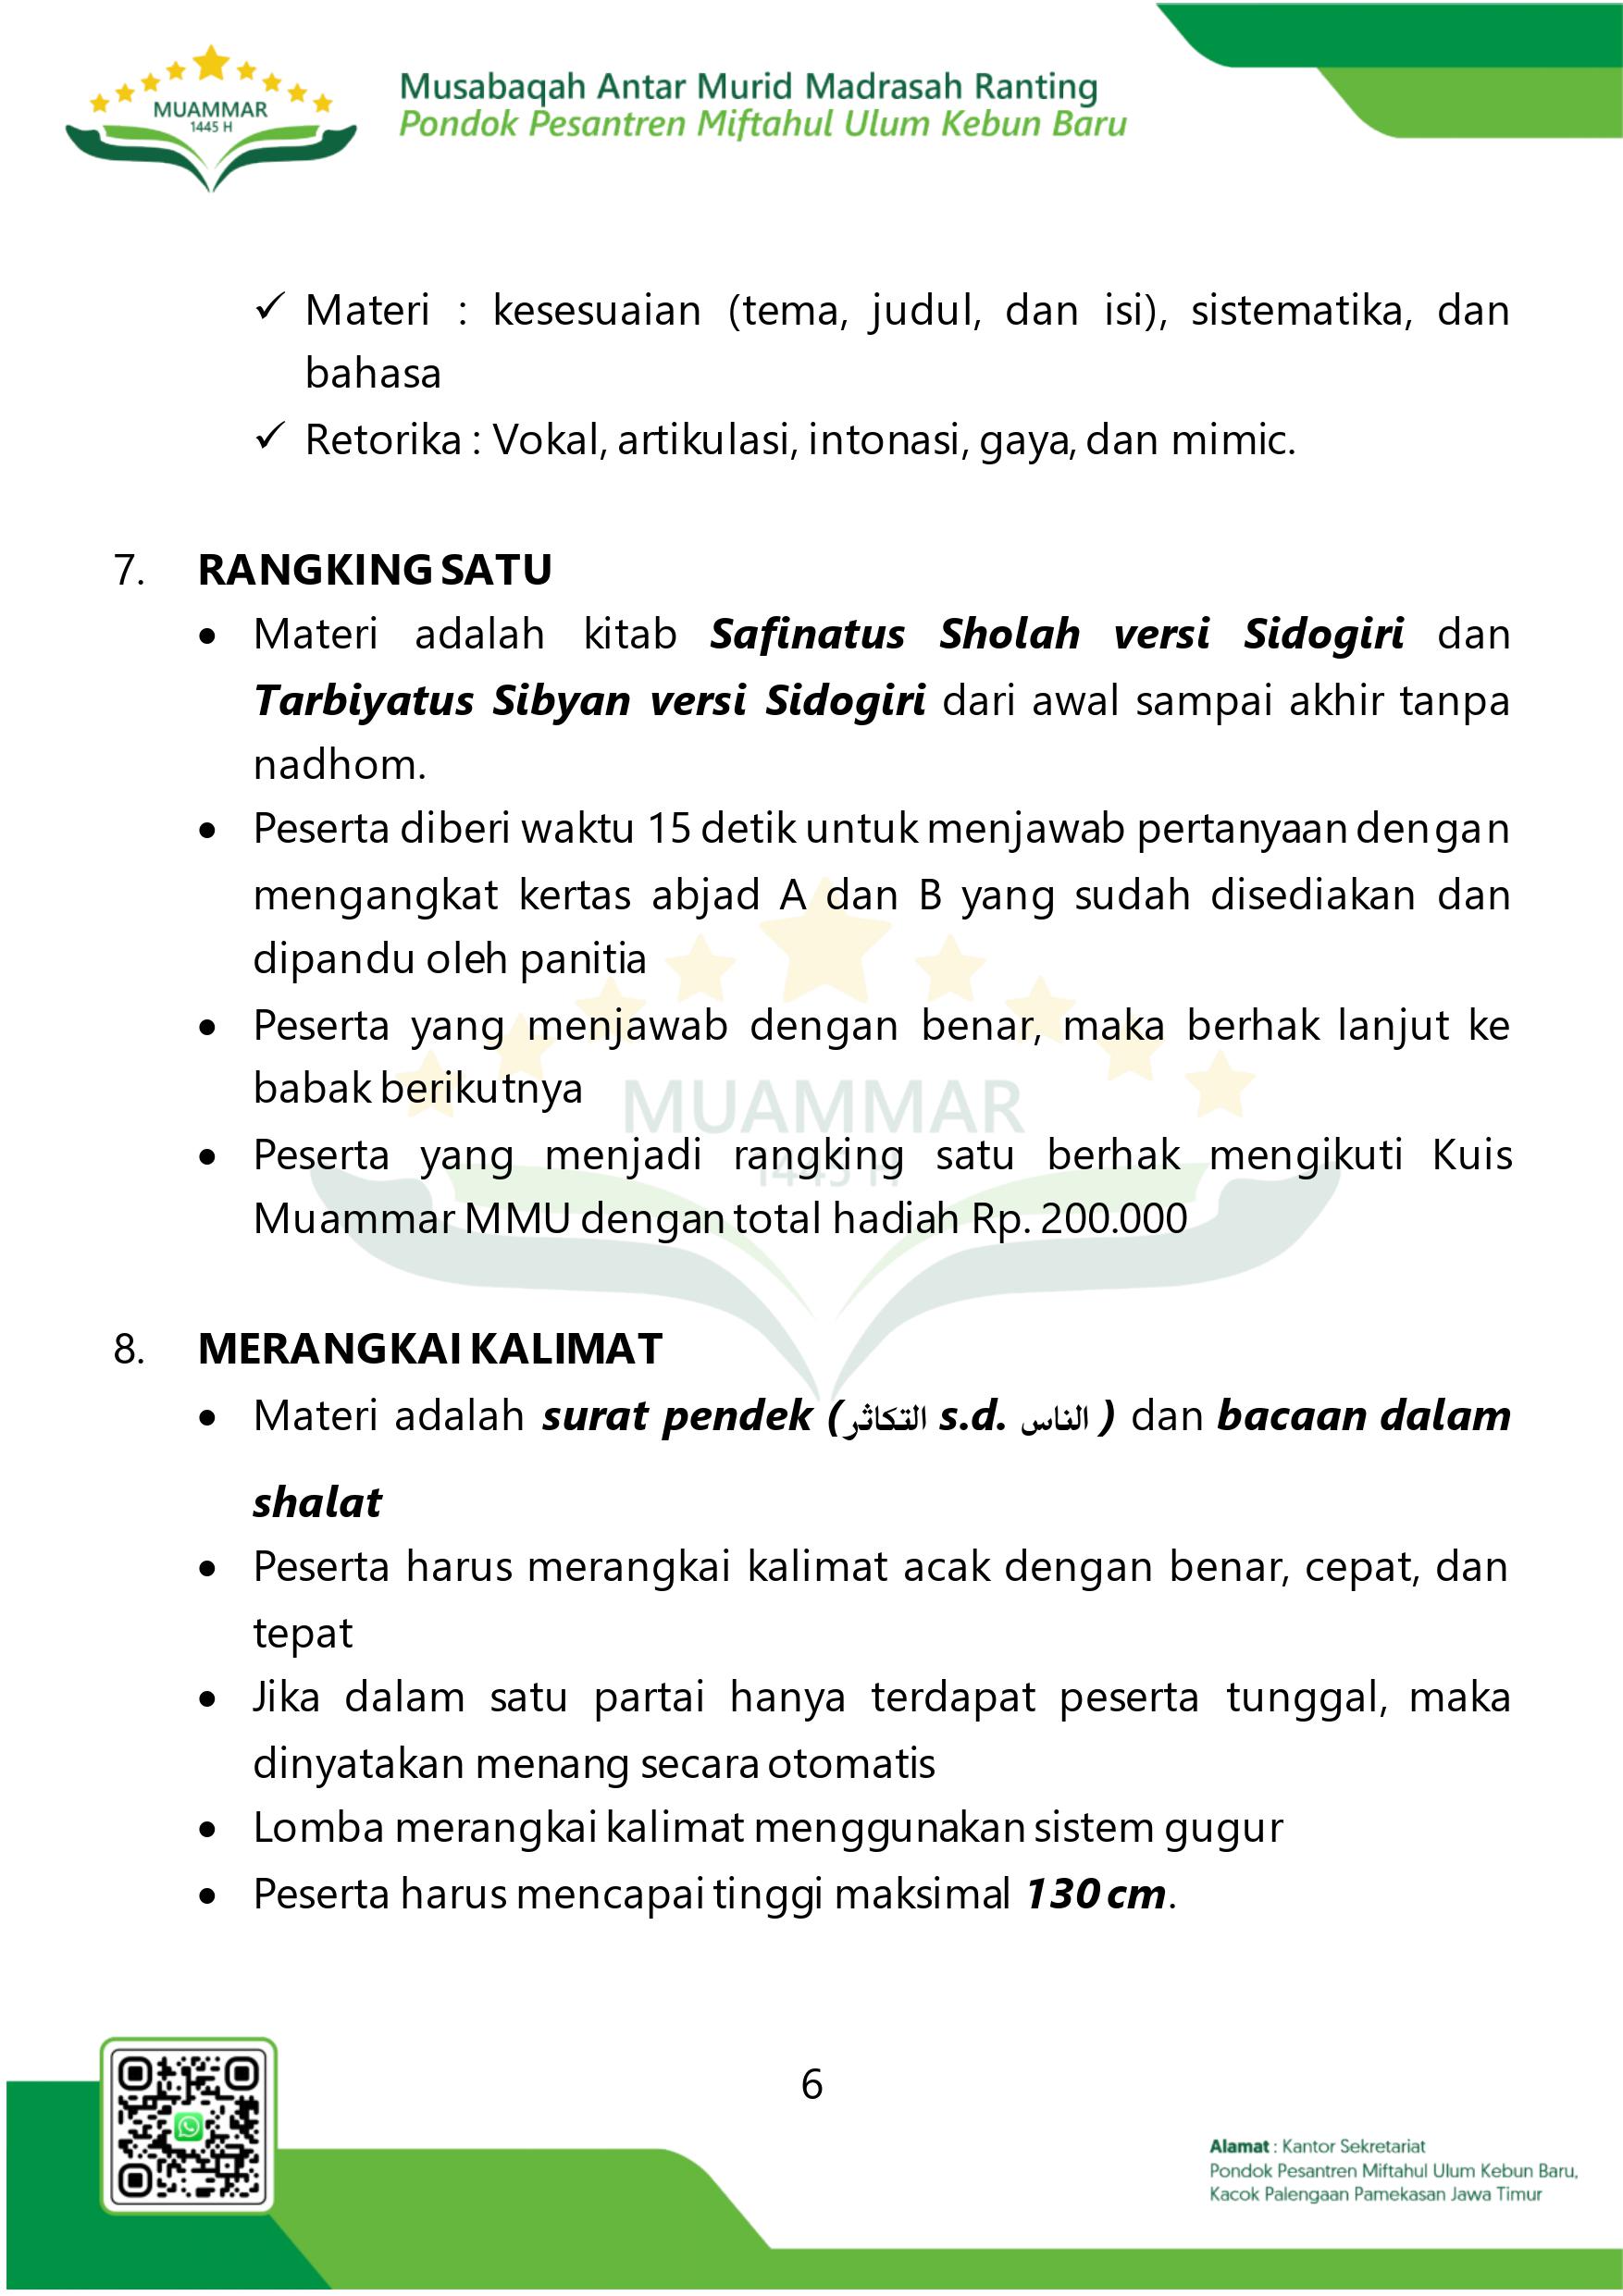 MUAMMAR
1445 H
Musabaqah Antar Murid Madrasah Ranting
Pondok Pesantren Miftahul Ulum Kebun Baru
✓ Materi : kesesuaian (tema, judul, dan isi), sistematika, dan
bahasa
✓ Retorika : Vokal, artikulasi, intonasi, gaya, dan mimic.
7. RANGKING SATU
• Materi adalah kitab Safinatus Sholah versi Sidogiri dan
Tarbiyatus Sibyan versi Sidogiri dari awal sampai akhir tanpa
nadhom.
• Peserta diberi waktu 15 detik untuk menjawab pertanyaan dengan
mengangkat kertas abjad A dan B yang sudah disediakan dan
dipandu oleh panitia
• Peserta yang menjawab dengan benar, maka berhak lanjut ke
babak berikutnya
MUAMMAR
• Peserta yang menjadi rangking satu berhak mengikuti Kuis
1445 H
Muammar MMU dengan total hadiah Rp. 200.000
8. MERANGKAI KALIMAT
• Materi adalah surat pendek (التكاثر s.d. الناس ) dan bacaan dalam
shalat
• Peserta harus merangkai kalimat acak dengan benar, cepat, dan
tepat
• Jika dalam satu partai hanya terdapat peserta tunggal, maka
dinyatakan menang secara otomatis
• Lomba merangkai kalimat menggunakan sistem gugur
• Peserta harus mencapai tinggi maksimal 130 cm.
6
Alamat : Kantor Sekretariat
Pondok Pesantren Miftahul Ulum Kebun Baru,
Kacok Palengaan Pamekasan Jawa Timur